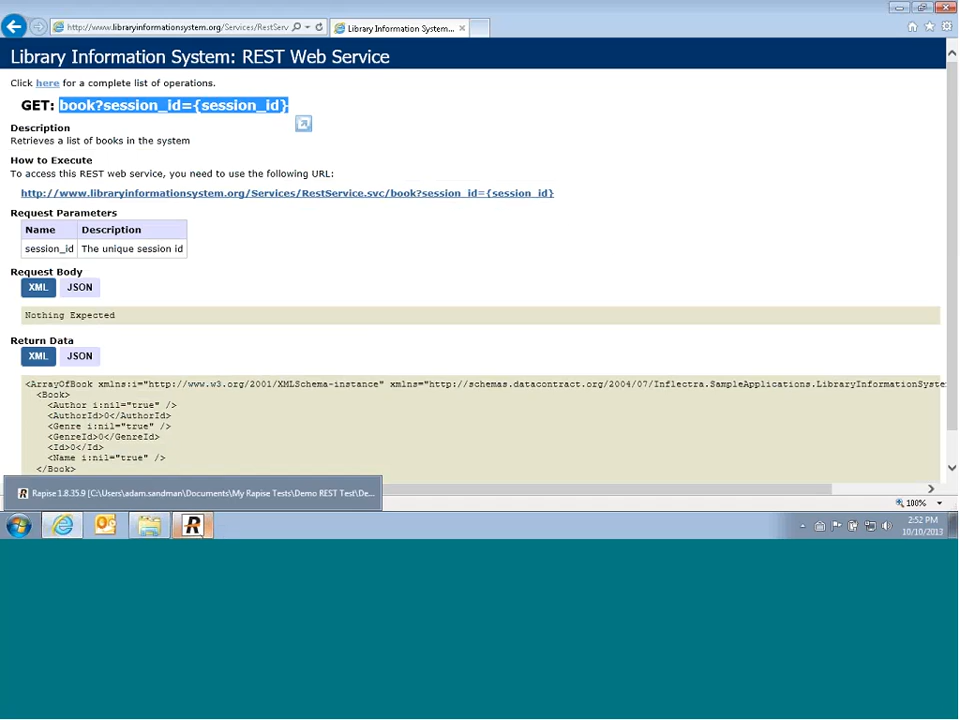 http://www.libraryinformationsystem.org/Services/RestServ
Library Information System...
Library Information System: REST Web Service
Click here for a complete list of operations.
GET: book?session_id={session_id}
Description
Retrieves a list of books in the system
How to Execute
To access this REST web service, you need to use the following URL:
http://www.libraryinformationsystem.org/Services/RestService.svc/book?session_id={session_id}
Request Parameters
Name Description
session_id The unique session id
Request Body
XML JSON
Nothing Expected
Return Data
XML JSON
<ArrayOfBook xmlns:i="http://www.w3.org/2001/XMLSchema-instance" xmlns="http://schemas.datacontract.org/2004/07/Inflectra.SampleApplications.LibraryInformationSyste
<Book>
<Author i:nil="true" />
<AuthorId>0</AuthorId>
<Genre i:nil="true" />
<GenreId>0</GenreId>
<Id>0</Id>
<Name i:nil="true" />
</Book>
Rapise 1.8.35.9 [C:\Users\adam.sandman\Documents\My Rapise Tests\Demo REST Test\De...
100%
2:52 PM
10/10/2013